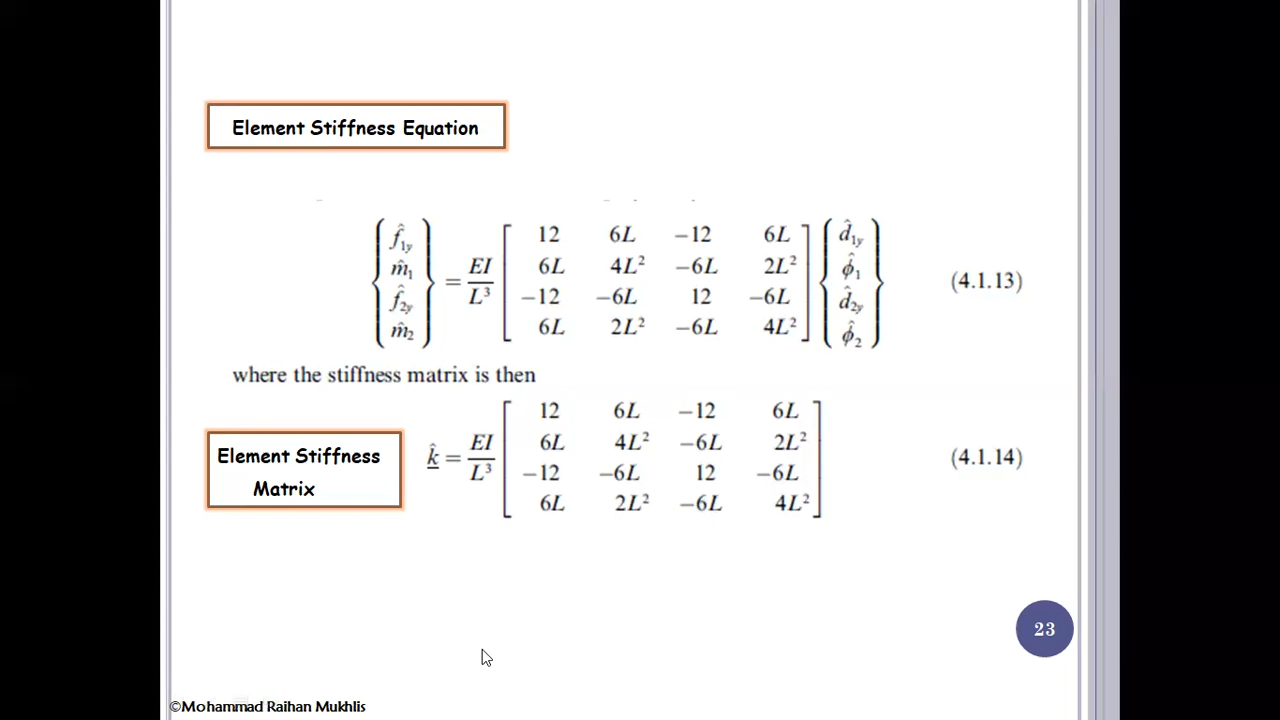 Element Stiffness Equation
{ f̂1y m̂1 f̂2y m̂2 } = EI/L³ [ 12 6L −12 6L
6L 4L² −6L 2L²
−12 −6L 12 −6L
6L 2L² −6L 4L² ] { d̂1y ϕ̂1 d̂2y ϕ̂2 } (4.1.13)
where the stiffness matrix is then
Element Stiffness
Matrix
k̂ = EI/L³ [ 12 6L −12 6L
6L 4L² −6L 2L²
−12 −6L 12 −6L
6L 2L² −6L 4L² ] (4.1.14)
23
©Mohammad Raihan Mukhlis